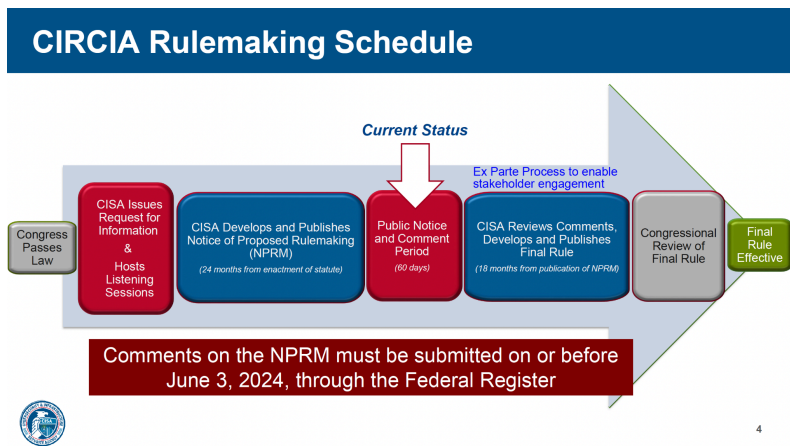 CIRCIA Rulemaking Schedule
Current Status
Ex Parte Process to enable
stakeholder engagement
Congress
Passes
Law
CISA Issues
Request for
Information
&
Hosts
Listening
Sessions
CISA Develops and Publishes
Notice of Proposed Rulemaking
(NPRM)
(24 months from enactment of statute)
Public Notice
and Comment
Period
(60 days)
CISA Reviews Comments,
Develops and Publishes
Final Rule
(18 months from publication of NPRM)
Congressional
Review of
Final Rule
Final
Rule
Effective
Comments on the NPRM must be submitted on or before
June 3, 2024, through the Federal Register
CISA
4